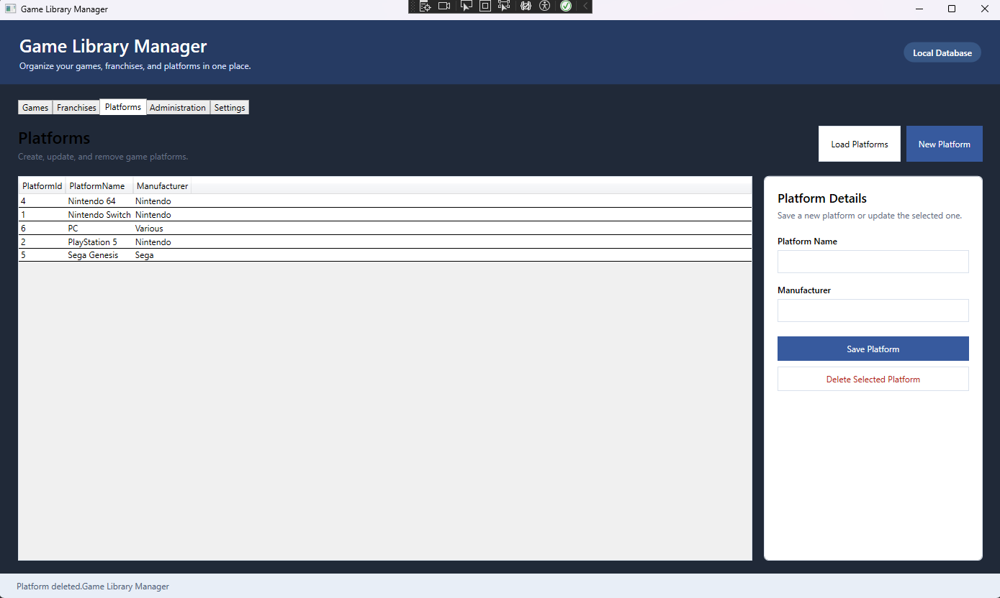 Game Library Manager
Game Library Manager
Organize your games, franchises, and platforms in one place.
Local Database
Games Franchises Platforms Administration Settings
Platforms
Create, update, and remove game platforms.
Load Platforms New Platform
PlatformId PlatformName Manufacturer
4 Nintendo 64 Nintendo
1 Nintendo Switch Nintendo
6 PC Various
2 PlayStation 5 Nintendo
5 Sega Genesis Sega
Platform Details
Save a new platform or update the selected one.
Platform Name
Manufacturer
Save Platform
Delete Selected Platform
Platform deleted.Game Library Manager